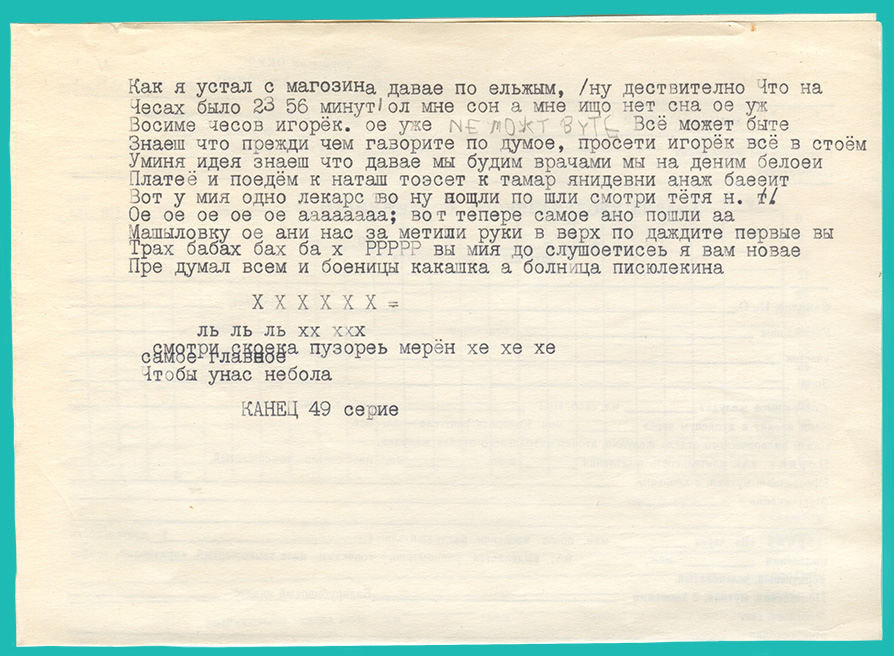 Как я устал с магозина давае по ельжым, /ну дествително Что на
Чесах было 23 56 минут/ол мне сон а мне ищо нет сна ое уж
Восиме чесов игорёк. ое уже NE MOЖT BYTE Всё может быте
Знаеш что прежди чем гаворите по думое, просети игорёк всё в стоём
Уминя идея знаеш что давае мы будим врачами мы на деним белоеи
Платеё и поедём к наташ тоэсет к тамар янидевни анаж баееит
Вот у мия одно лекарс во ну пощли по шли смотри тётя н. //
Ое ое ое ое ое аааааааа; вот тепере самое ано пошли аа
Машыловку ое ани нас за метили руки в верх по даждите первые вы
Трах бабах бах ба х РРРРР вы мия до слушоетисеь я вам новае
Пре думал всем и боеницы какашка а болница писюлекина
Х Х Х Х Х Х =
ль ль ль хх ххх
смотри скоека пузореь мерён хе хе хе
самое главное
Чтобы унас небола
КАНЕЦ 49 серие